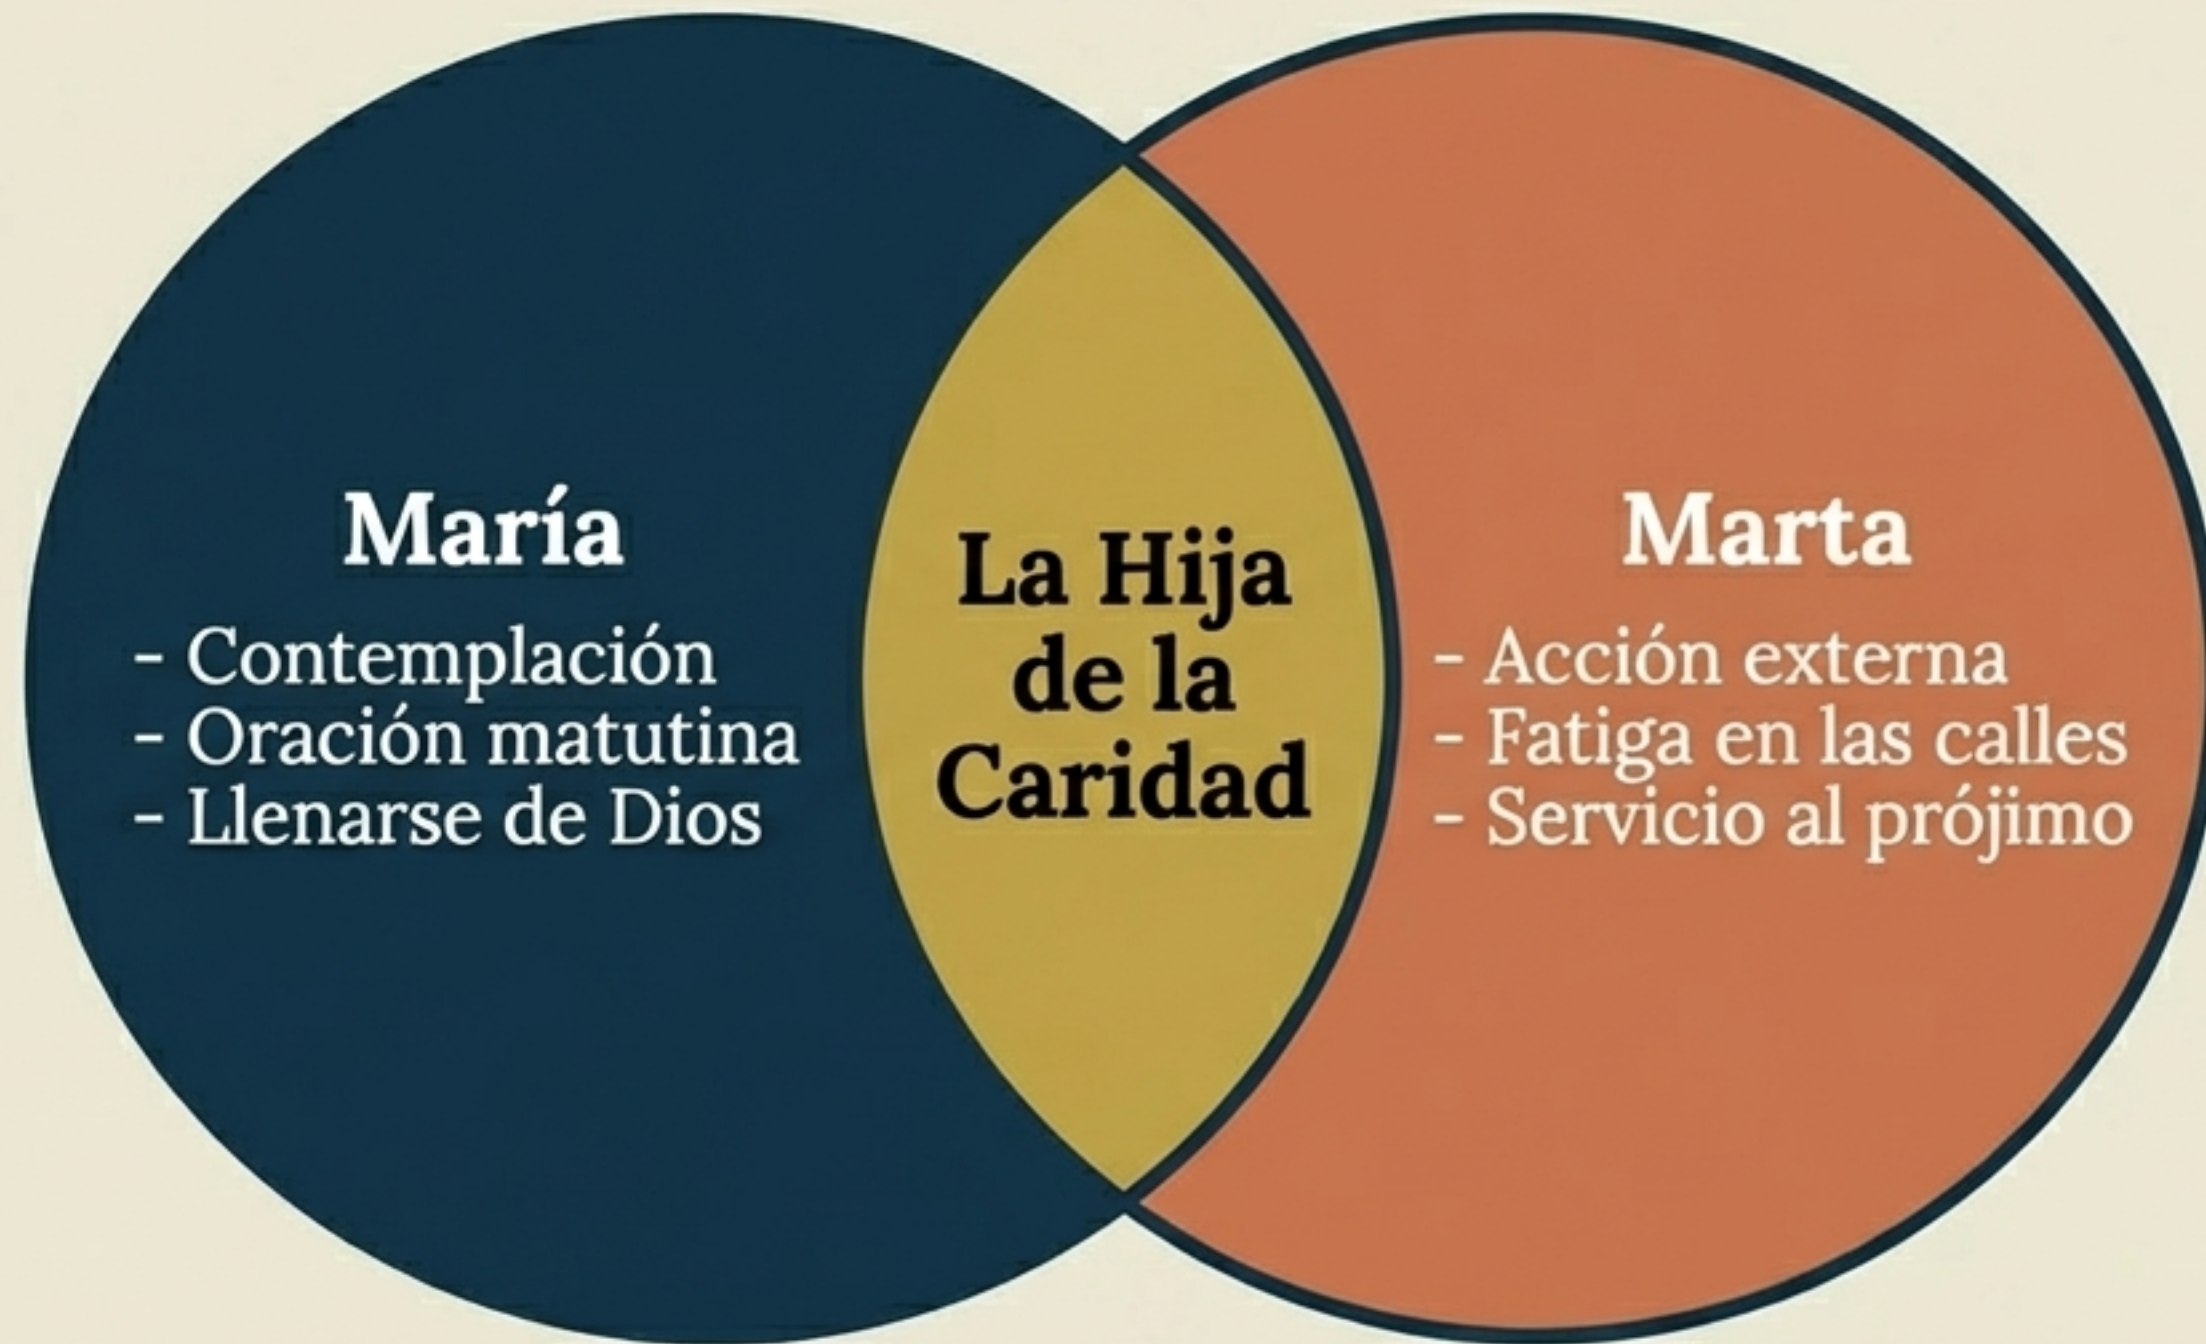 María
- Contemplación
- Oración matutina
- Llenarse de Dios
La Hija
de la
Caridad
Marta
- Acción externa
- Fatiga en las calles
- Servicio al prójimo